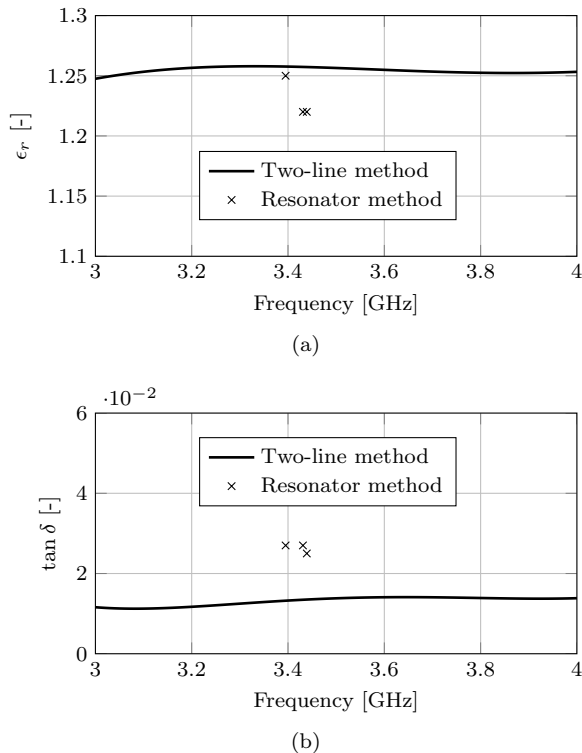 1.3
1.25
1.2
1.15
1.1
ϵr [-]
Two-line method
Resonator method
3
3.2
3.4
3.6
3.8
4
Frequency [GHz]
(a)
·10−2
6
4
2
0
tan δ [-]
Two-line method
Resonator method
3
3.2
3.4
3.6
3.8
4
Frequency [GHz]
(b)